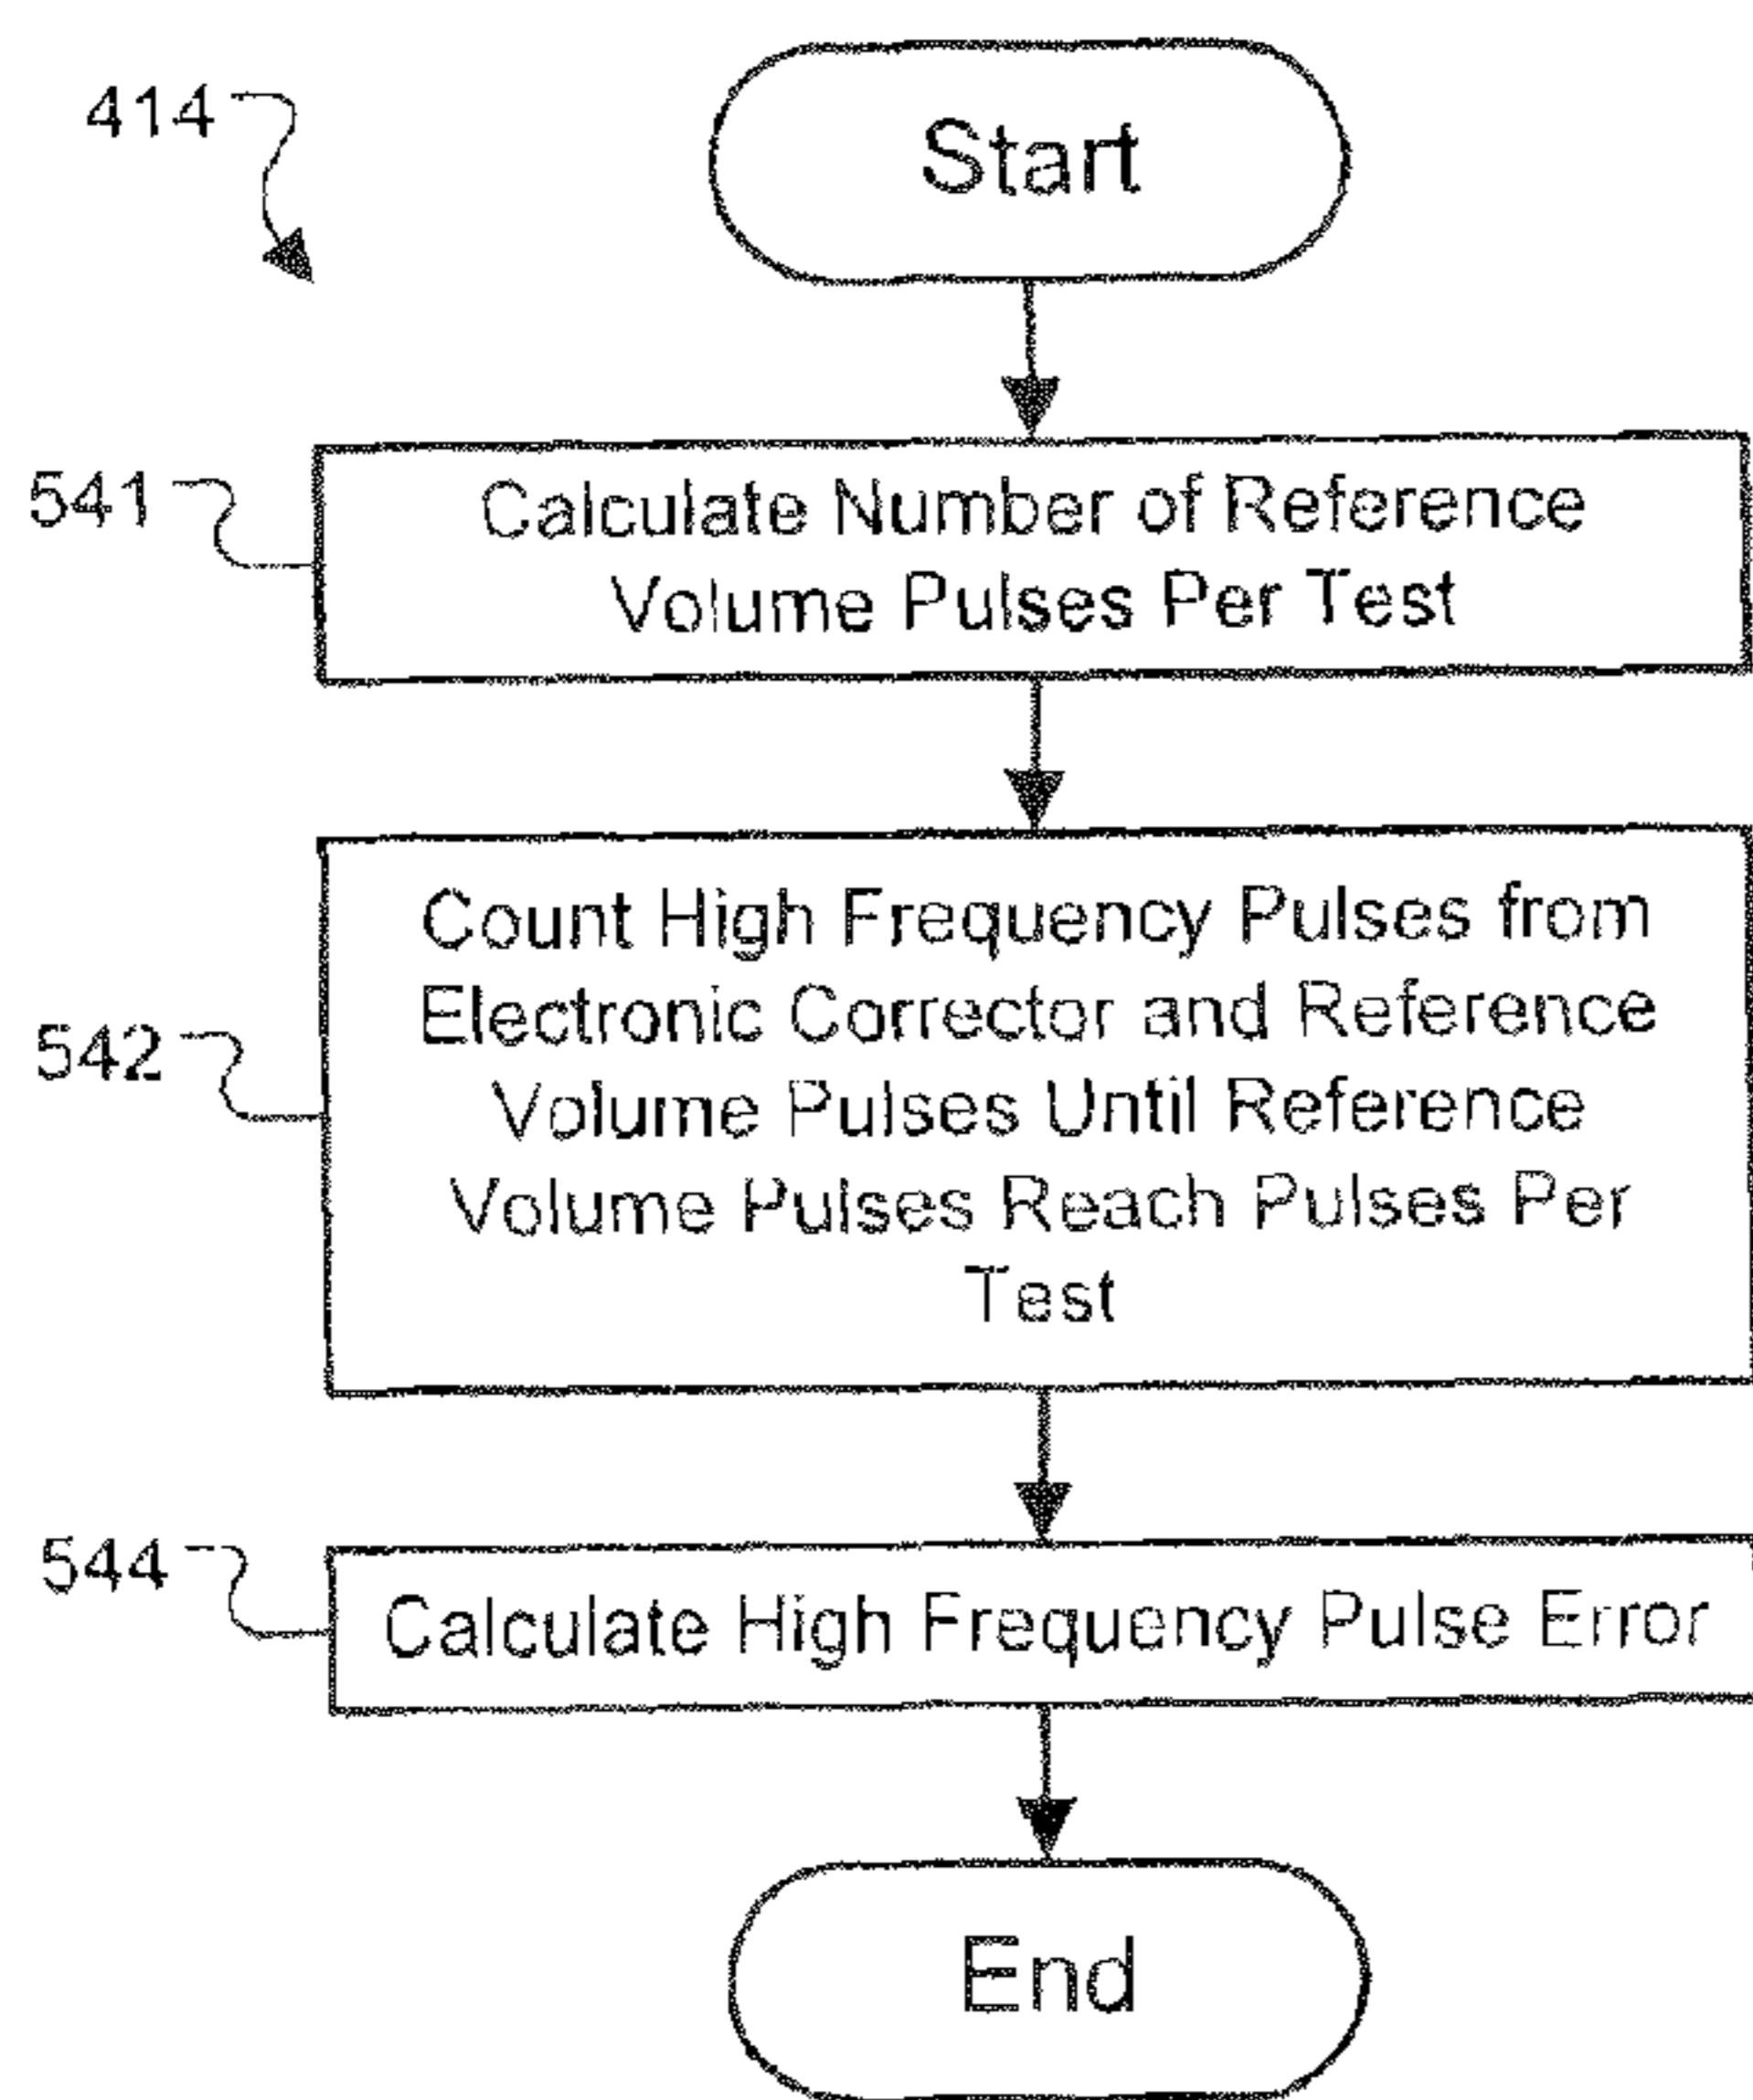 414
Start
541
Calculate Number of Reference
Volume Pulses Per Test
542
Count High Frequency Pulses from
Electronic Corrector and Reference
Volume Pulses Until Reference
Volume Pulses Reach Pulses Per
Test
544
Calculate High Frequency Pulse Error
End